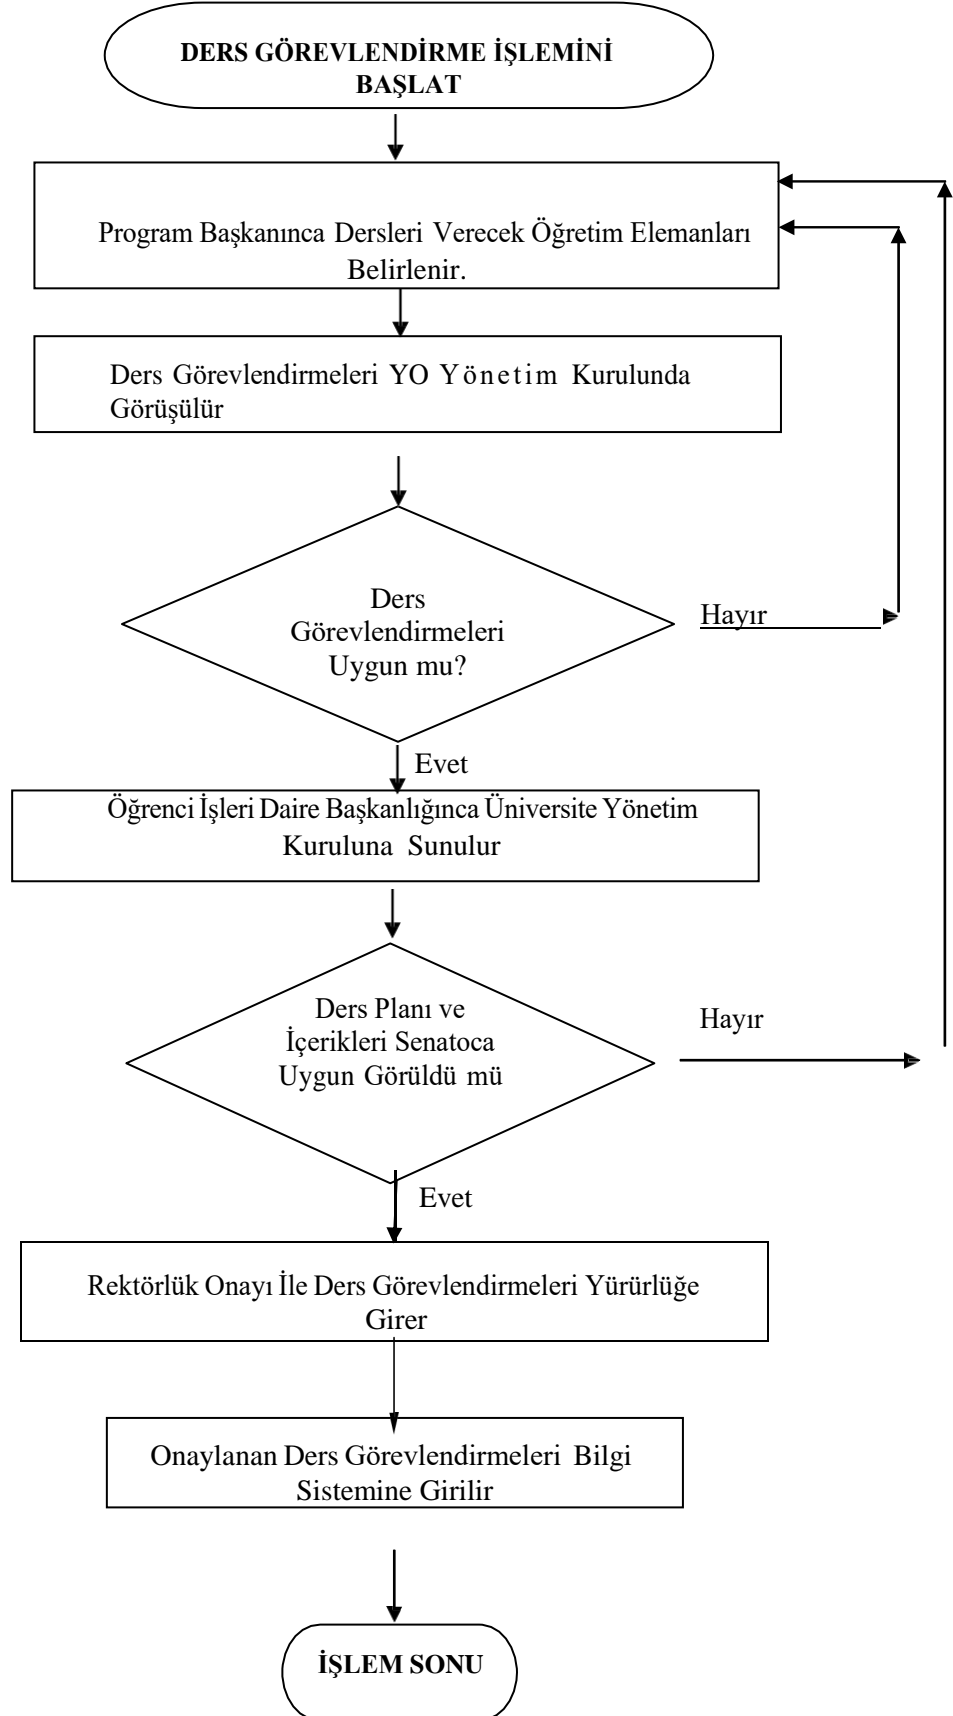 DERS GÖREVLENDİRME İŞLEMİNİ
BAŞLAT
Program Başkanınca Dersleri Verecek Öğretim Elemanları
Belirlenir.
Ders Görevlendirmeleri YO Yönetim Kurulunda
Görüşülür
Ders
Görevlendirmeleri
Uygun mu?
Hayır
Evet
Öğrenci İşleri Daire Başkanlığınca Üniversite Yönetim
Kuruluna Sunulur
Ders Planı ve
İçerikleri Senatoca
Uygun Görüldü mü
Hayır
Evet
Rektörlük Onayı İle Ders Görevlendirmeleri Yürürlüğe
Girer
Onaylanan Ders Görevlendirmeleri Bilgi
Sistemine Girilir
İŞLEM SONU